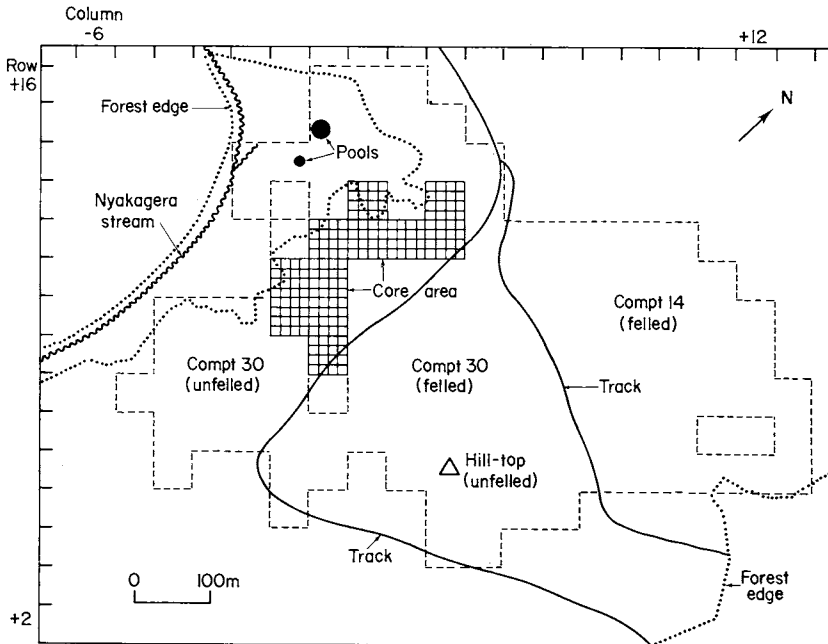 Column
-6
+12
Row
+16
Forest edge
N
Pools
Nyakagera
stream
Core area
Compt 14
(felled)
Compt 30
(unfelled)
Compt 30
(felled)
Track
Hill-top
(unfelled)
Track
0 100m
Forest
edge
+2